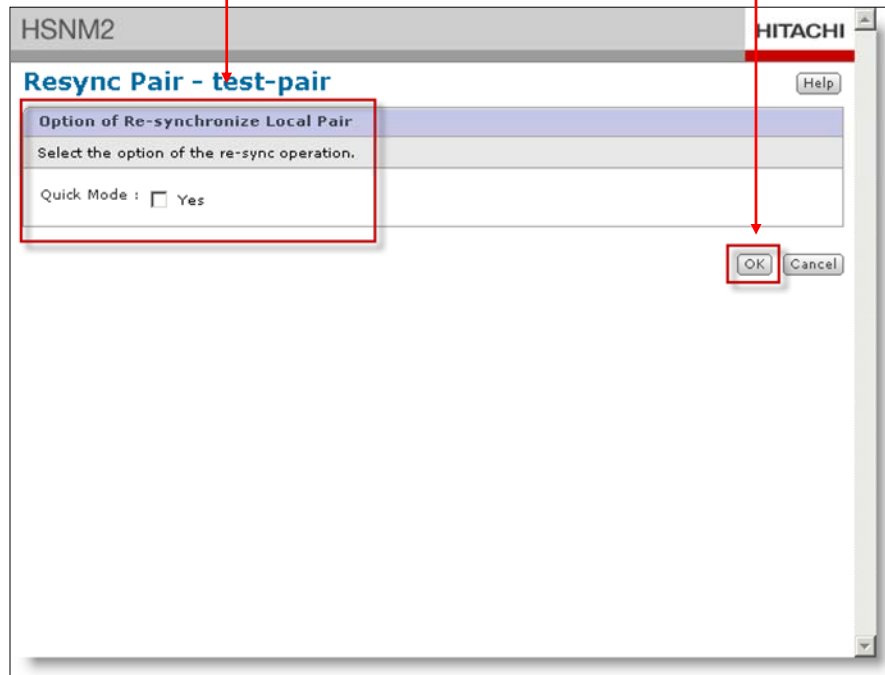 HSNM2
HITACHI
Resync Pair - test-pair
Help
Option of Re-synchronize Local Pair
Select the option of the re-sync operation.
Quick Mode : Yes
OK Cancel